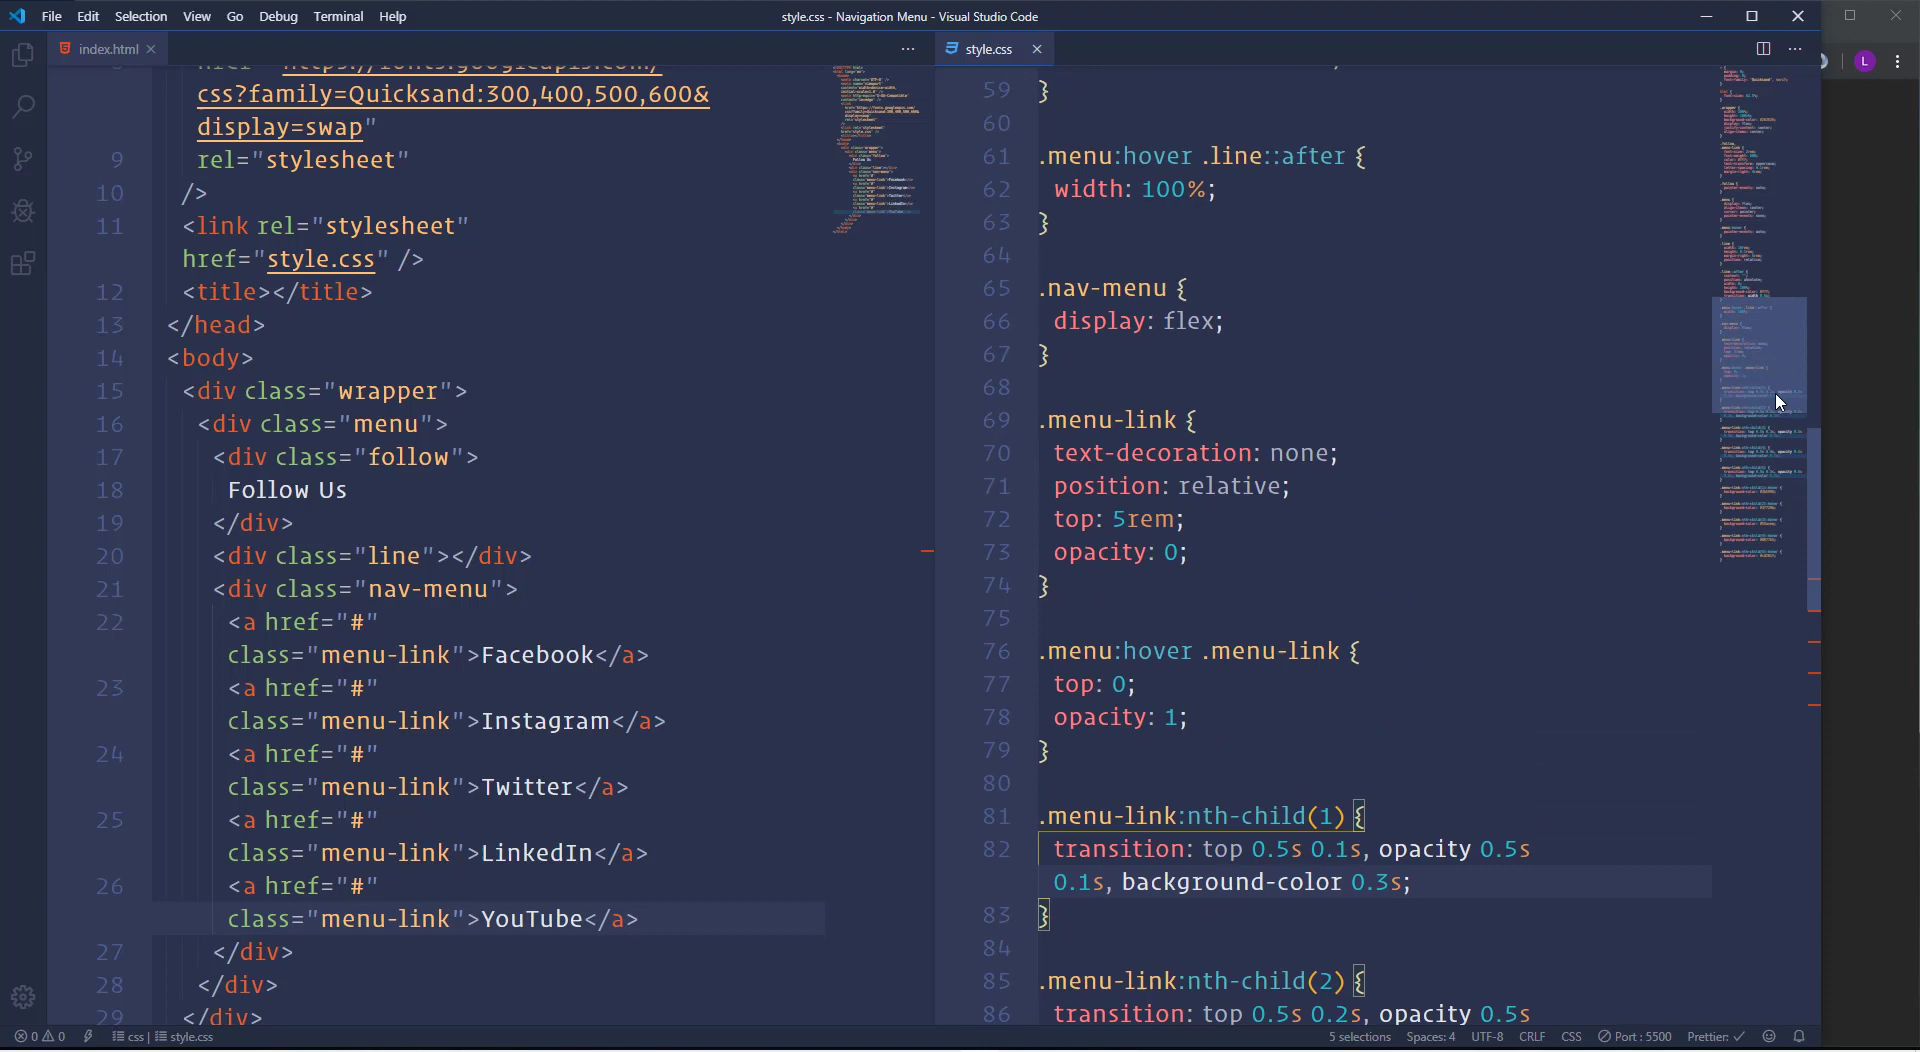 File Edit Selection View Go Debug Terminal Help
style.css - Navigation Menu - Visual Studio Code
index.html
css?family=Quicksand:300,400,500,600&
display=swap"
9 rel="stylesheet"
10 />
11 <link rel="stylesheet"
href="style.css" />
12 <title></title>
13 </head>
14 <body>
15 <div class="wrapper">
16 <div class="menu">
17 <div class="follow">
18 Follow Us
19 </div>
20 <div class="line"></div>
21 <div class="nav-menu">
22 <a href="#"
class="menu-link">Facebook</a>
23 <a href="#"
class="menu-link">Instagram</a>
24 <a href="#"
class="menu-link">Twitter</a>
25 <a href="#"
class="menu-link">LinkedIn</a>
26 <a href="#"
class="menu-link">YouTube</a>
27 </div>
28 </div>
29 </div>
style.css
59 }
60
61 .menu:hover .line::after {
62 width: 100%;
63 }
64
65 .nav-menu {
66 display: flex;
67 }
68
69 .menu-link {
70 text-decoration: none;
71 position: relative;
72 top: 5rem;
73 opacity: 0;
74 }
75
76 .menu:hover .menu-link {
77 top: 0;
78 opacity: 1;
79 }
80
81 .menu-link:nth-child(1) {
82 transition: top 0.5s 0.1s, opacity 0.5s
0.1s, background-color 0.3s;
83 }
84
85 .menu-link:nth-child(2) {
86 transition: top 0.5s 0.2s, opacity 0.5s
L
0 0 css | style.css
5 selections Spaces: 4 UTF-8 CRLF CSS Port : 5500 Prettier: ✓